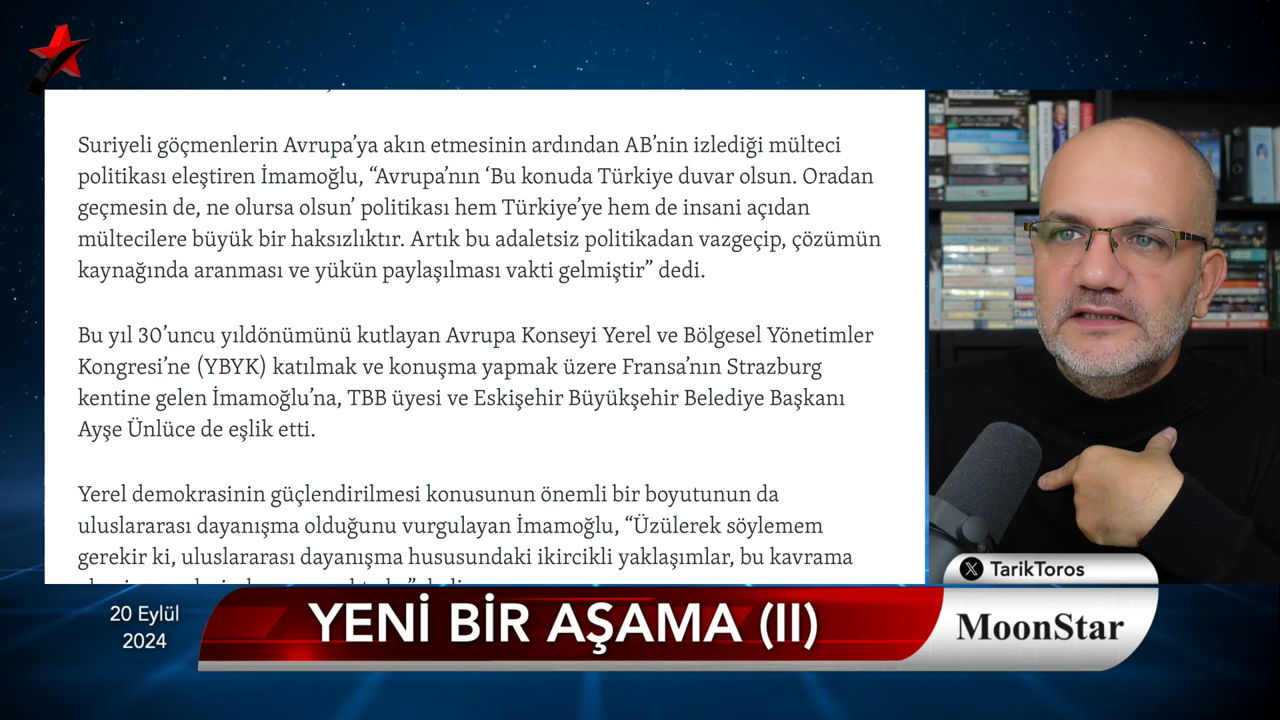 Suriyeli göçmenlerin Avrupa’ya akın etmesinin ardından AB’nin izlediği mülteci
politikası eleştiren İmamoğlu, “Avrupa’nın ‘Bu konuda Türkiye duvar olsun. Oradan
geçmesin de, ne olursa olsun’ politikası hem Türkiye’ye hem de insani açıdan
mültecilere büyük bir haksızlıktır. Artık bu adaletsiz politikadan vazgeçip, çözümün
kaynağında aranması ve yükün paylaşılması vakti gelmiştir” dedi.
Bu yıl 30’uncu yıldönümünü kutlayan Avrupa Konseyi Yerel ve Bölgesel Yönetimler
Kongresi’ne (YBYK) katılmak ve konuşma yapmak üzere Fransa’nın Strazburg
kentine gelen İmamoğlu’na, TBB üyesi ve Eskişehir Büyükşehir Belediye Başkanı
Ayşe Ünlüce de eşlik etti.
Yerel demokrasinin güçlendirilmesi konusunun önemli bir boyutunun da
uluslararası dayanışma olduğunu vurgulayan İmamoğlu, “Üzülerek söylemem
gerekir ki, uluslararası dayanışma hususundaki ikircikli yaklaşımlar, bu kavrama
X TarikToros
20 Eylül
2024
YENİ BİR AŞAMA (II)
MoonStar